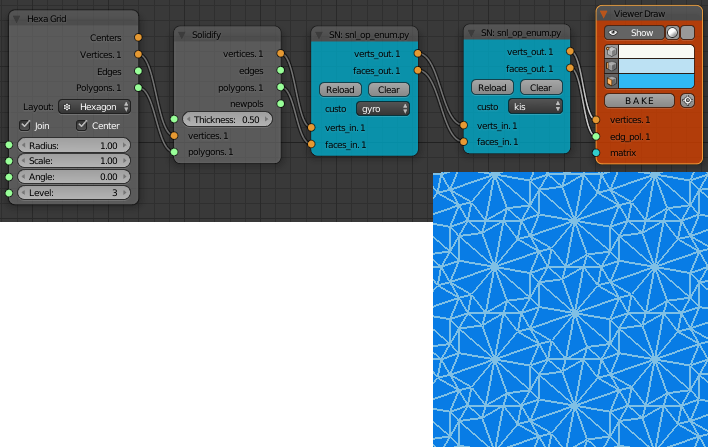 Hexa Grid
Centers
Vertices. 1
Edges
Polygons. 1
Layout: Hexagon
Join Center
Radius: 1.00
Scale: 1.00
Angle: 0.00
Level: 3
Solidify
vertices. 1
edges
polygons. 1
newpols
Thickness: 0.50
vertices. 1
polygons. 1
SN: snl_op_enum.py
verts_out. 1
faces_out. 1
Reload Clear
custo gyro
verts_in. 1
faces_in. 1
SN: snl_op_enum.py
verts_out. 1
faces_out. 1
Reload Clear
custo kis
verts_in. 1
faces_in. 1
Viewer Draw
Show
BAKE
vertices. 1
edg_pol. 1
matrix